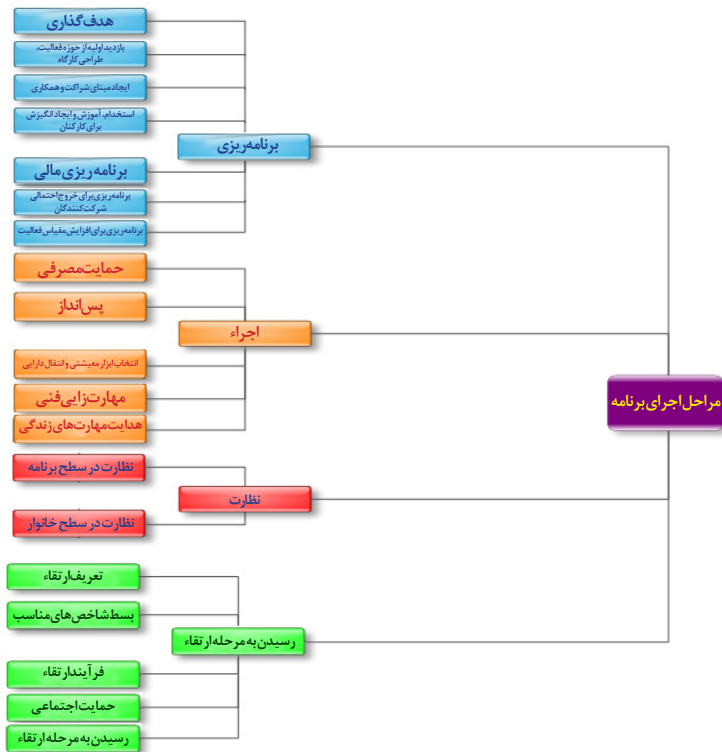 مراحل اجرای برنامه
برنامه ریزی
هدف گذاری
بازدید اولیه از حوزه فعالیت،
طراحی کارگاه
ایجاد مبنای شراکت و همکاری
استخدام، آموزش و ایجاد انگیزش
برای کارکنان
برنامه ریزی مالی
برنامه ریزی برای خروج احتمالی
شرکت کنندگان
برنامه ریزی برای افزایش مقیاس فعالیت
اجراء
حمایت مصرفی
پس انداز
انتخاب ابزار معیشتی و انتقال دارایی
مهارت زایی فنی
هدایت مهارت های زندگی
نظارت
نظارت در سطح برنامه
نظارت در سطح خانوار
رسیدن به مرحله ارتقاء
تعریف ارتقاء
بسط شاخص های مناسب
فرآیند ارتقاء
حمایت اجتماعی
رسیدن به مرحله ارتقاء